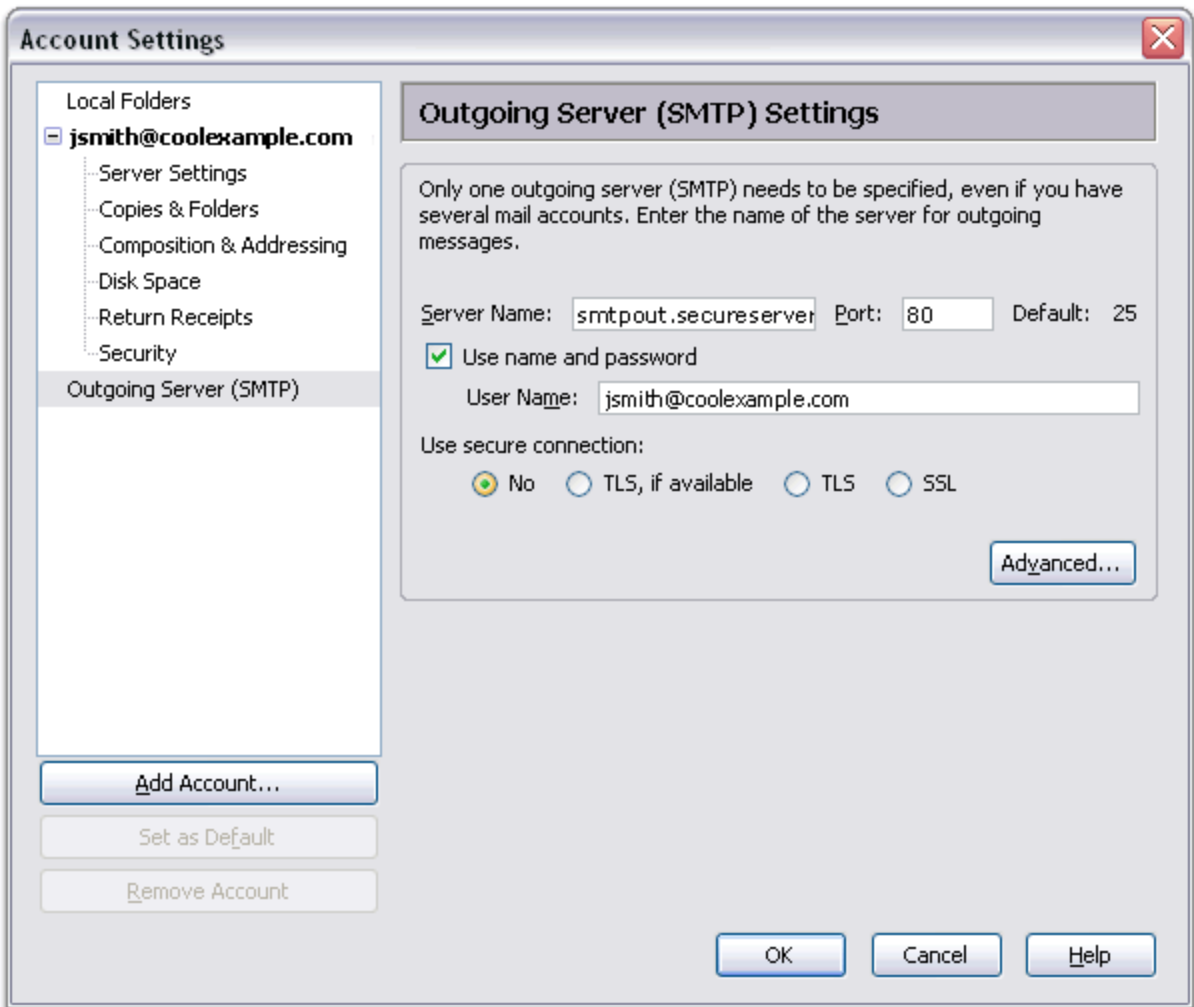 Account Settings
Local Folders
jsmith@coolexample.com
Server Settings
Copies & Folders
Composition & Addressing
Disk Space
Return Receipts
Security
Outgoing Server (SMTP)
Add Account...
Set as Default
Remove Account
Outgoing Server (SMTP) Settings
Only one outgoing server (SMTP) needs to be specified, even if you have
several mail accounts. Enter the name of the server for outgoing
messages.
Server Name: smtpout.secureserver Port: 80 Default: 25
Use name and password
User Name: jsmith@coolexample.com
Use secure connection:
No TLS, if available TLS SSL
Advanced...
OK Cancel Help